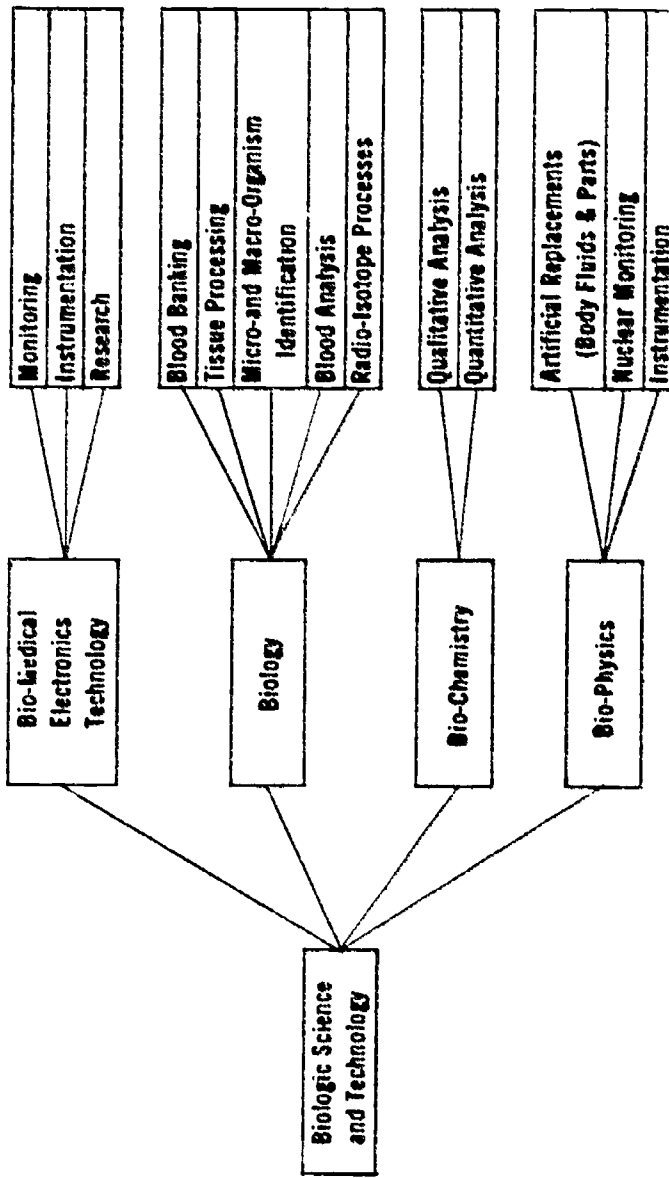 Biologic Science
and Technology
Bio-Medical
Electronics
Technology
Monitoring
Instrumentation
Research
Biology
Blood Banking
Tissue Processing
Micro-and Macro-Organism
Identification
Blood Analysis
Radio-Isotope Processes
Bio-Chemistry
Qualitative Analysis
Quantitative Analysis
Bio-Physics
Artificial Replacements
(Body Fluids & Parts)
Nuclear Monitoring
Instrumentation